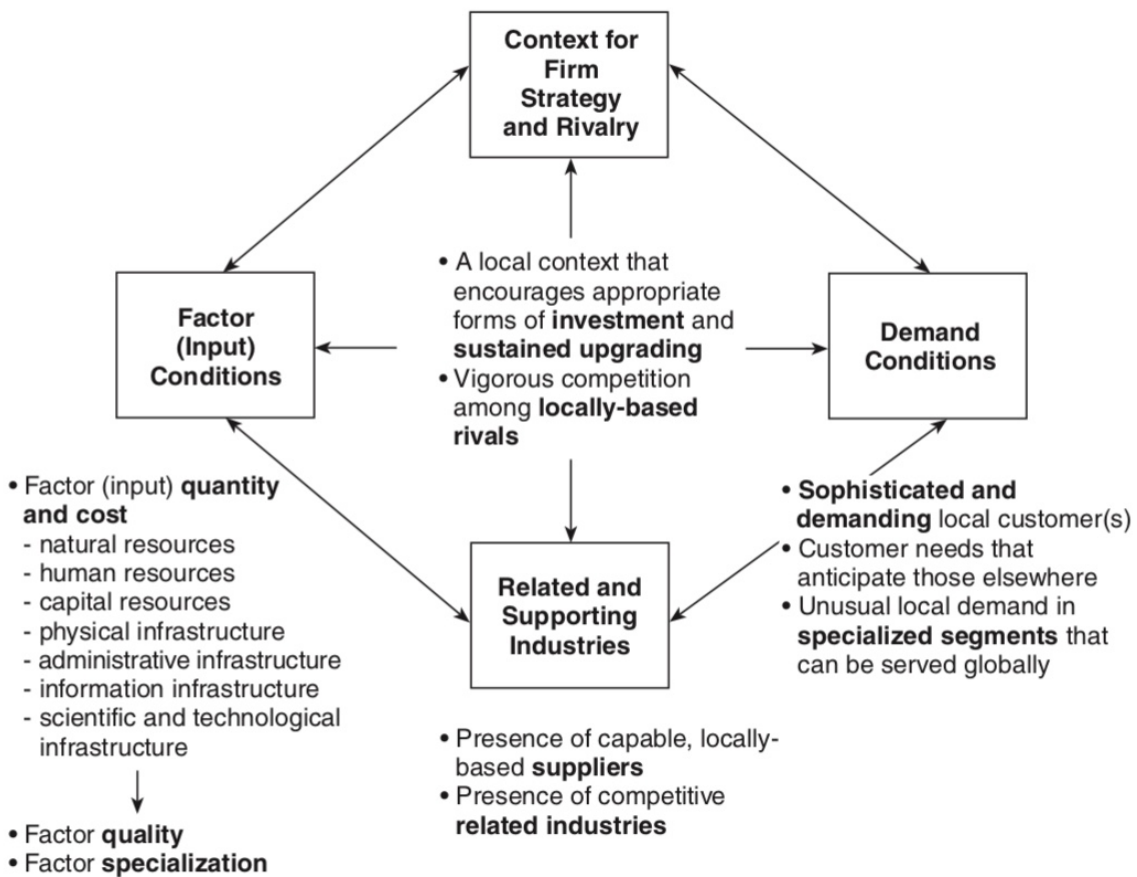 Context for
Firm
Strategy
and Rivalry
• A local context that
encourages appropriate
forms of investment and
sustained upgrading
• Vigorous competition
among locally-based
rivals
Factor
(Input)
Conditions
Demand
Conditions
• Factor (input) quantity
and cost
- natural resources
- human resources
- capital resources
- physical infrastructure
- administrative infrastructure
- information infrastructure
- scientific and technological
infrastructure
• Factor quality
• Factor specialization
• Sophisticated and
demanding local customer(s)
• Customer needs that
anticipate those elsewhere
• Unusual local demand in
specialized segments that
can be served globally
Related and
Supporting
Industries
• Presence of capable, locally-
based suppliers
• Presence of competitive
related industries